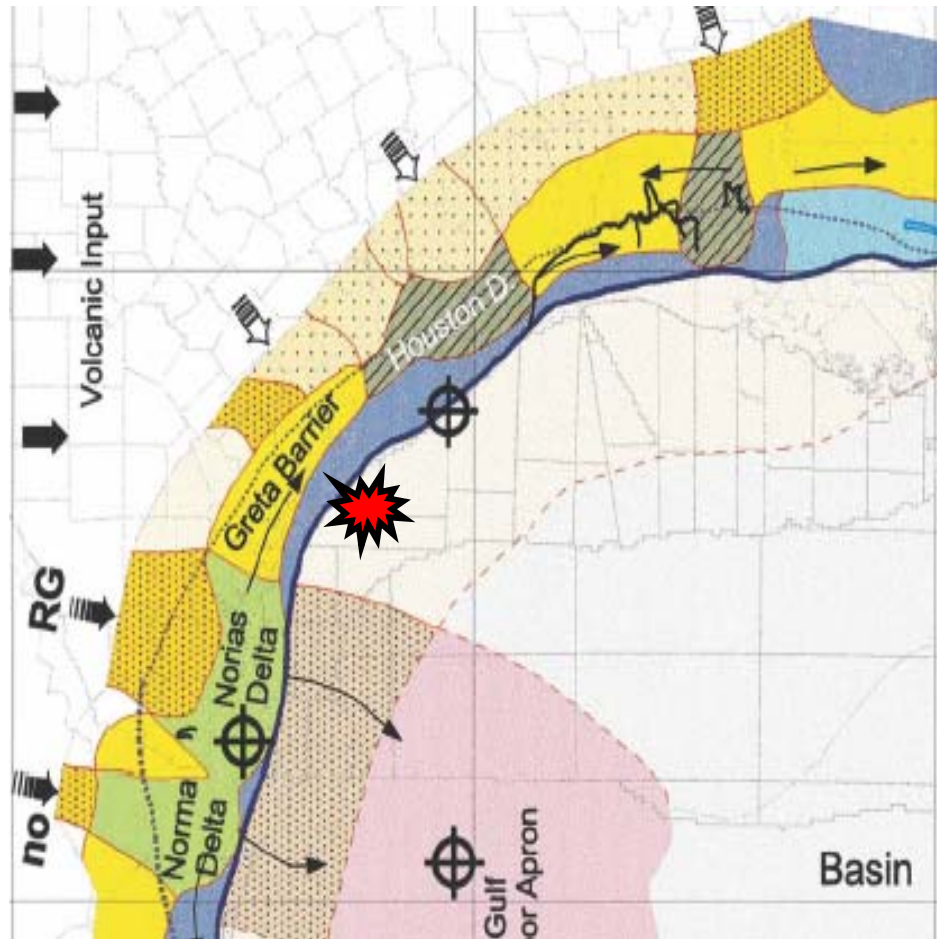 Volcanic Input
Houston D.
Greta Barrier
RG
Norias
Delta
no
Norma
Delta
Gulf
or Apron
Basin